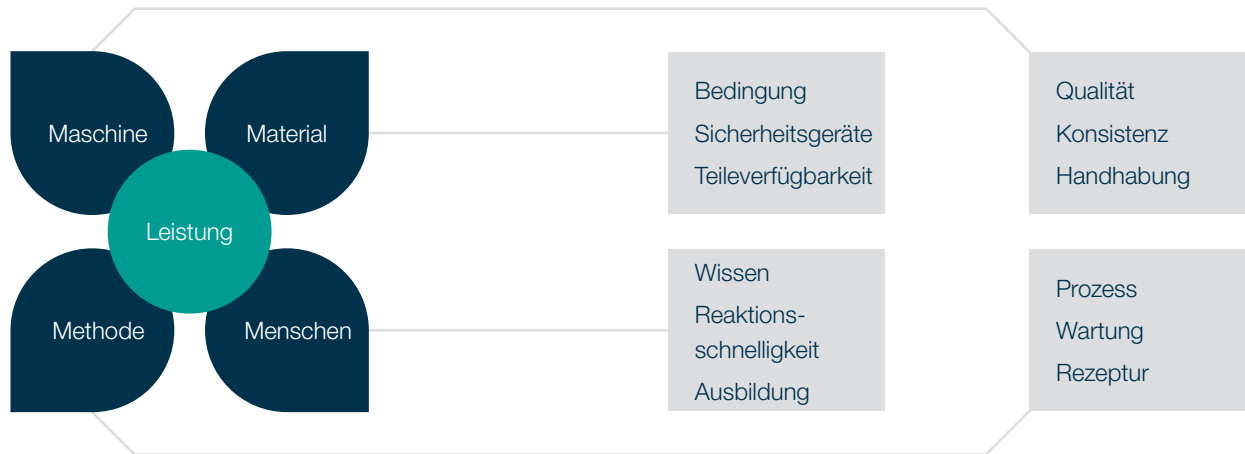 Maschine
Material
Leistung
Methode
Menschen
Bedingung
Sicherheitsgeräte
Teileverfügbarkeit
Qualität
Konsistenz
Handhabung
Wissen
Reaktions-
schnelligkeit
Ausbildung
Prozess
Wartung
Rezeptur